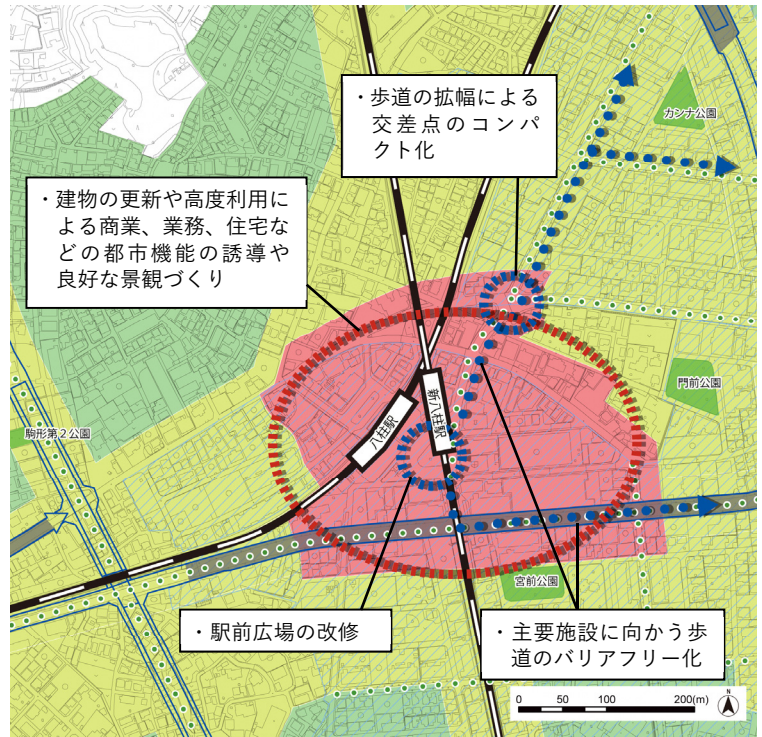 ・歩道の拡幅による
交差点のコンパ
クト化
カンナ公園
・建物の更新や高度利用に
よる商業、業務、住宅な
どの都市機能の誘導や
良好な景観づくり
門前公園
新八柱駅
八柱駅
駒形第２公園
宮前公園
・駅前広場の改修
・主要施設に向かう歩
道のバリアフリー化
0 50 100 200(m)
N